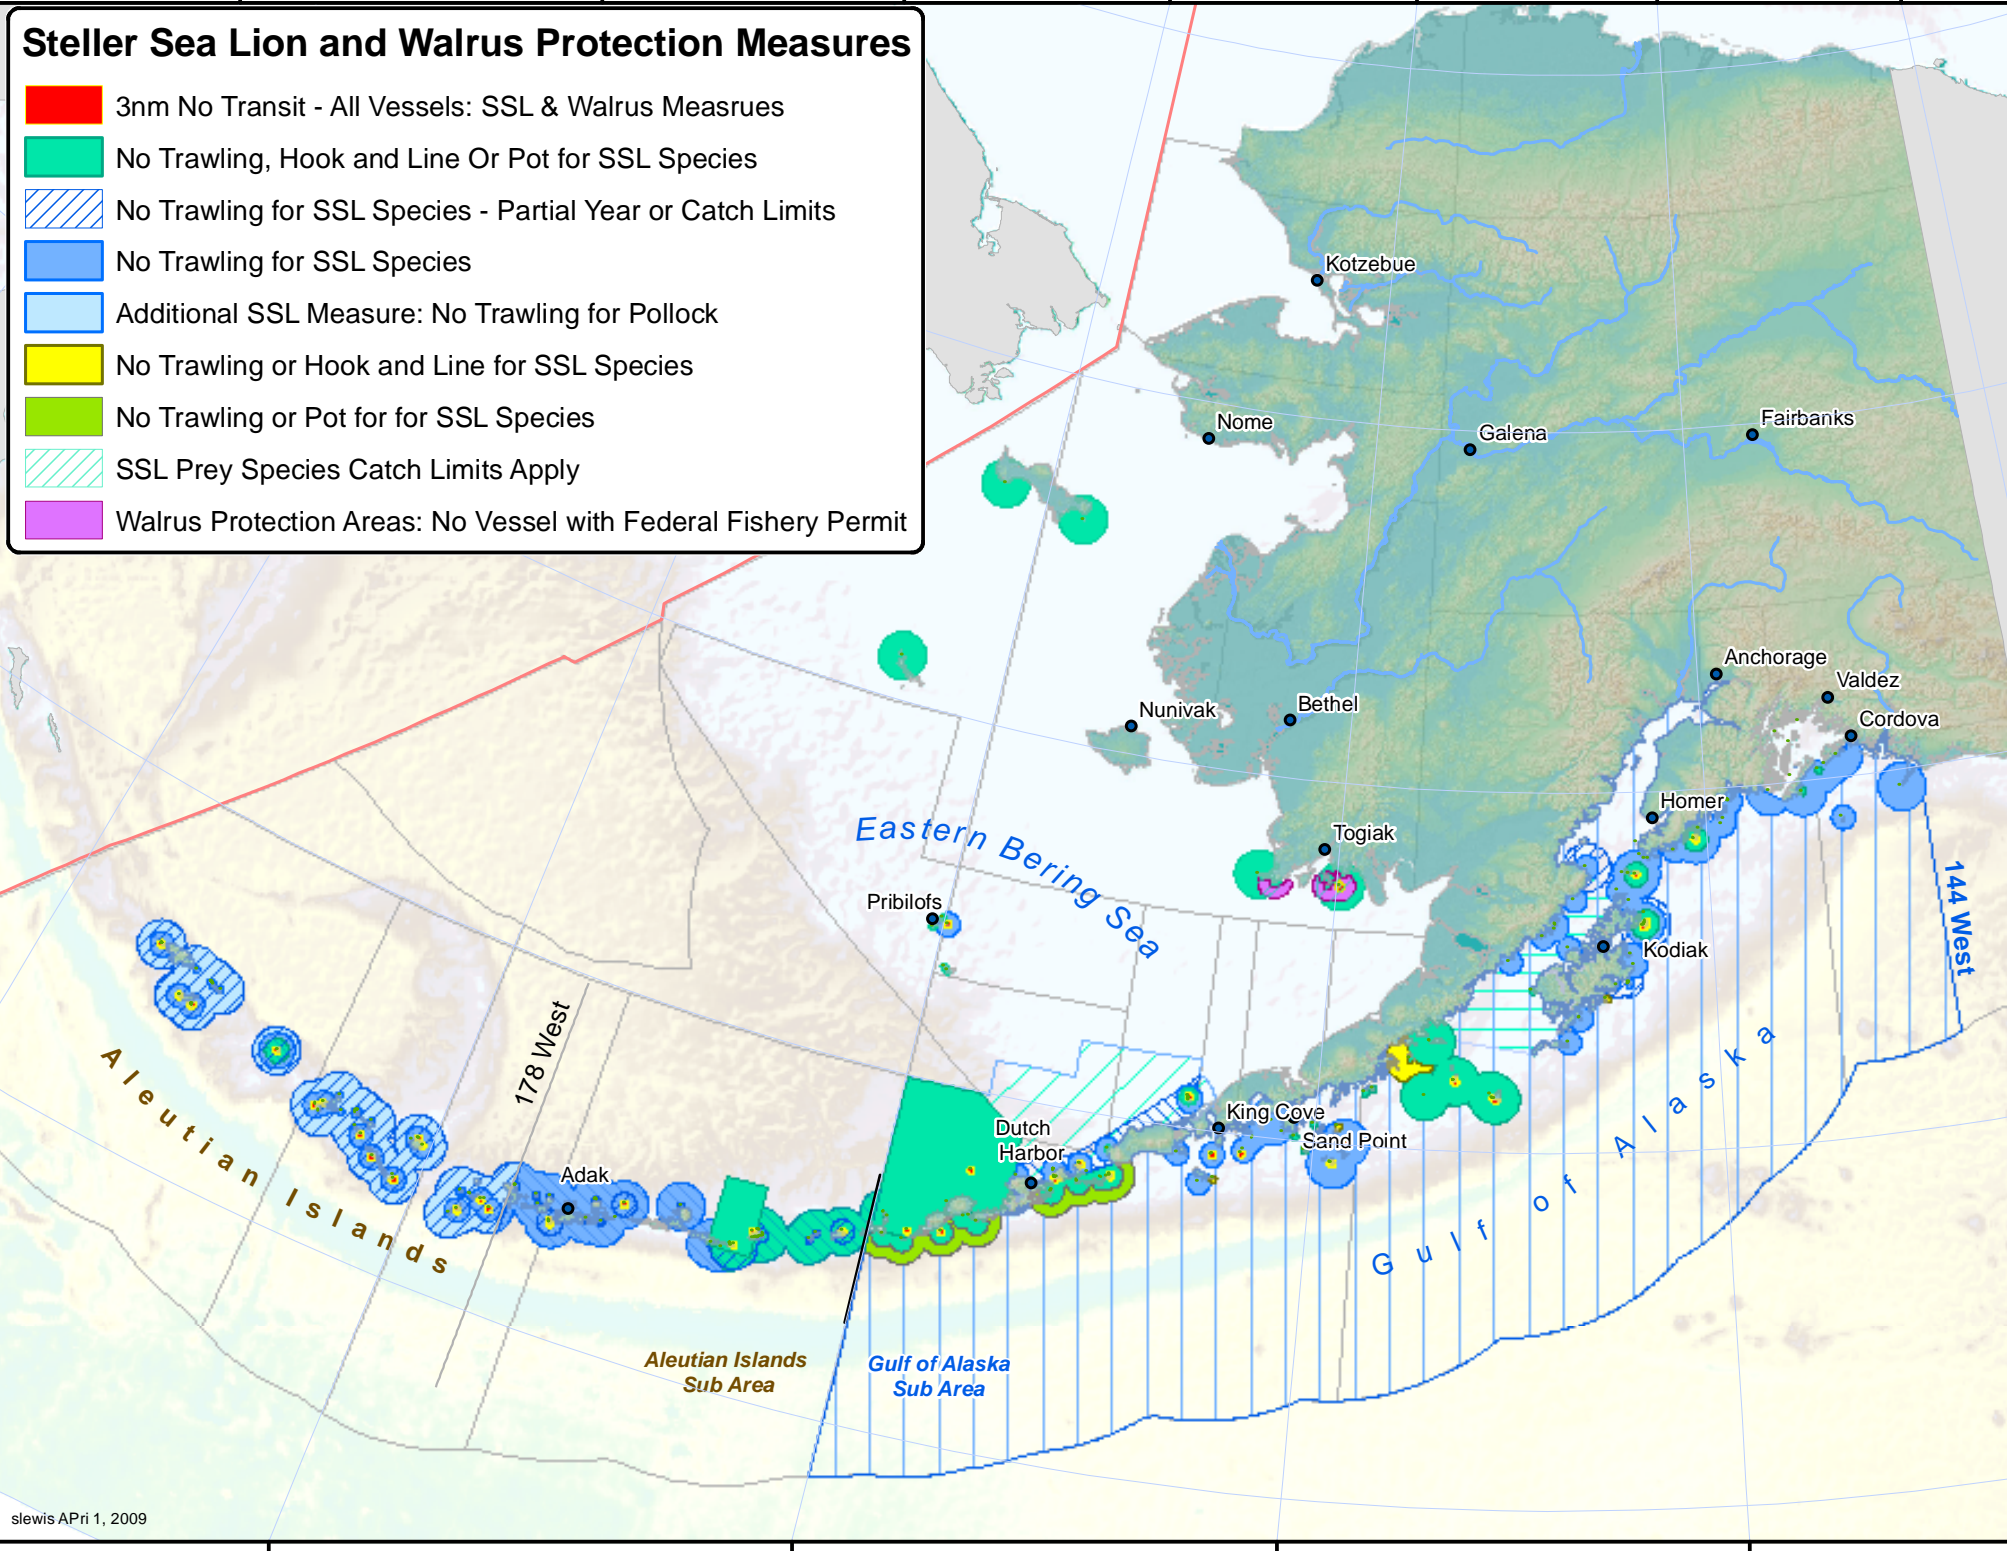 Steller Sea Lion and Walrus Protection Measures
3nm No Transit - All Vessels: SSL & Walrus Measrues
No Trawling, Hook and Line Or Pot for SSL Species
No Trawling for SSL Species - Partial Year or Catch Limits
No Trawling for SSL Species
Additional SSL Measure: No Trawling for Pollock
No Trawling or Hook and Line for SSL Species
No Trawling or Pot for for SSL Species
SSL Prey Species Catch Limits Apply
Walrus Protection Areas: No Vessel with Federal Fishery Permit
Kotzebue
Nome
Galena
Fairbanks
Anchorage
Valdez
Cordova
Nunivak
Bethel
Homer
Togiak
Eastern Bering Sea
Pribilofs
Kodiak
144 West
178 West
Aleutian Islands
Dutch
Harbor
King Cove
Sand Point
Adak
Gulf of Alaska
Aleutian Islands
Sub Area
Gulf of Alaska
Sub Area
slewis APri 1, 2009